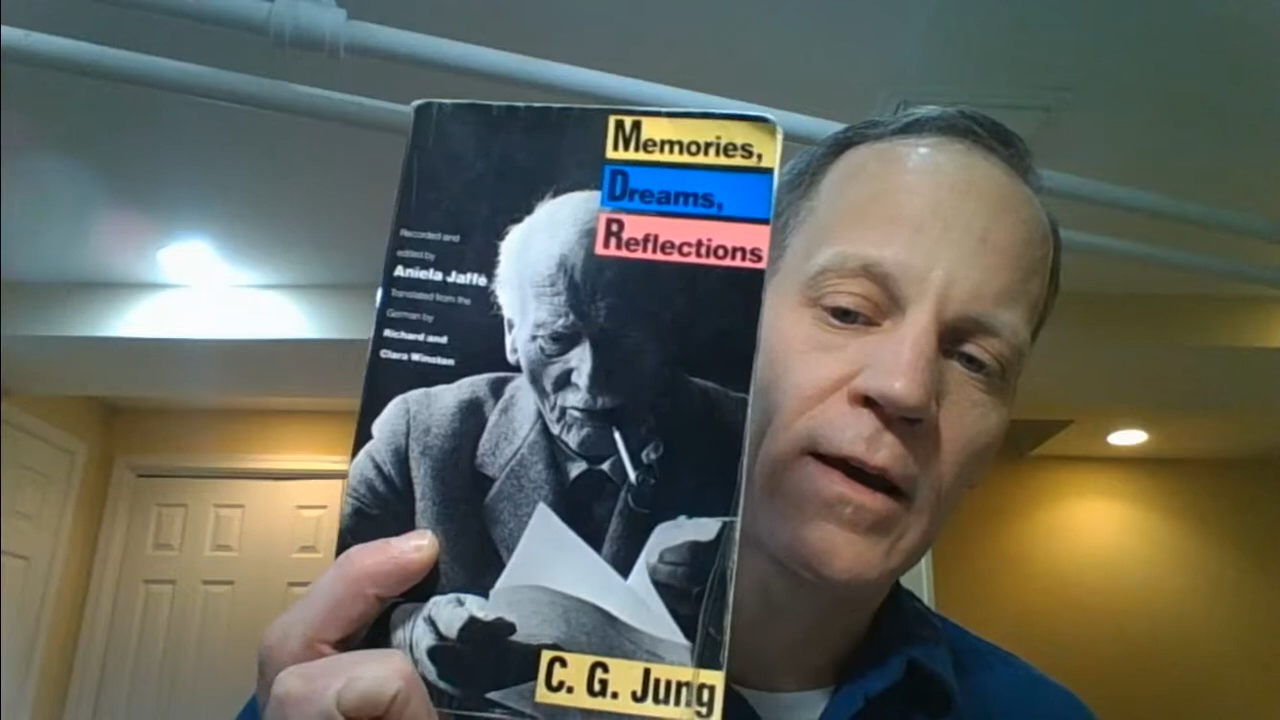 Memories,
Dreams,
Reflections
Recorded and
edited by
Aniela Jaffé
Translated from the
German by
Richard and
Clara Winston
C. G. Jung